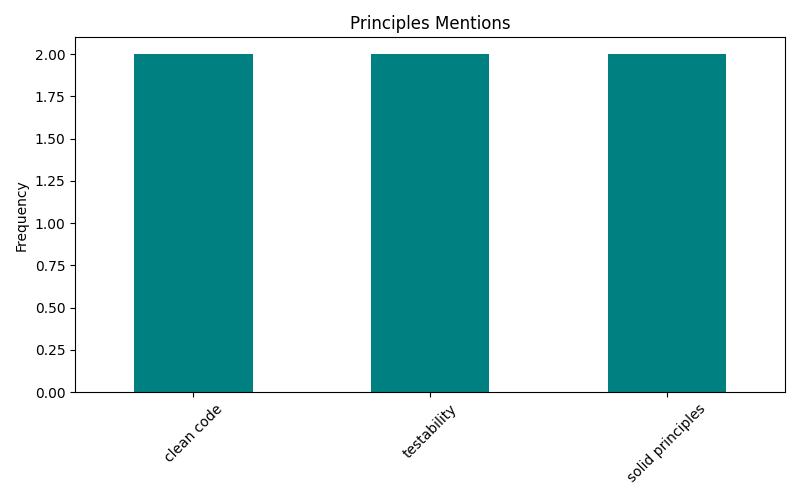 Principles Mentions
Frequency
2.00
1.75
1.50
1.25
1.00
0.75
0.50
0.25
0.00
clean code
testability
solid principles